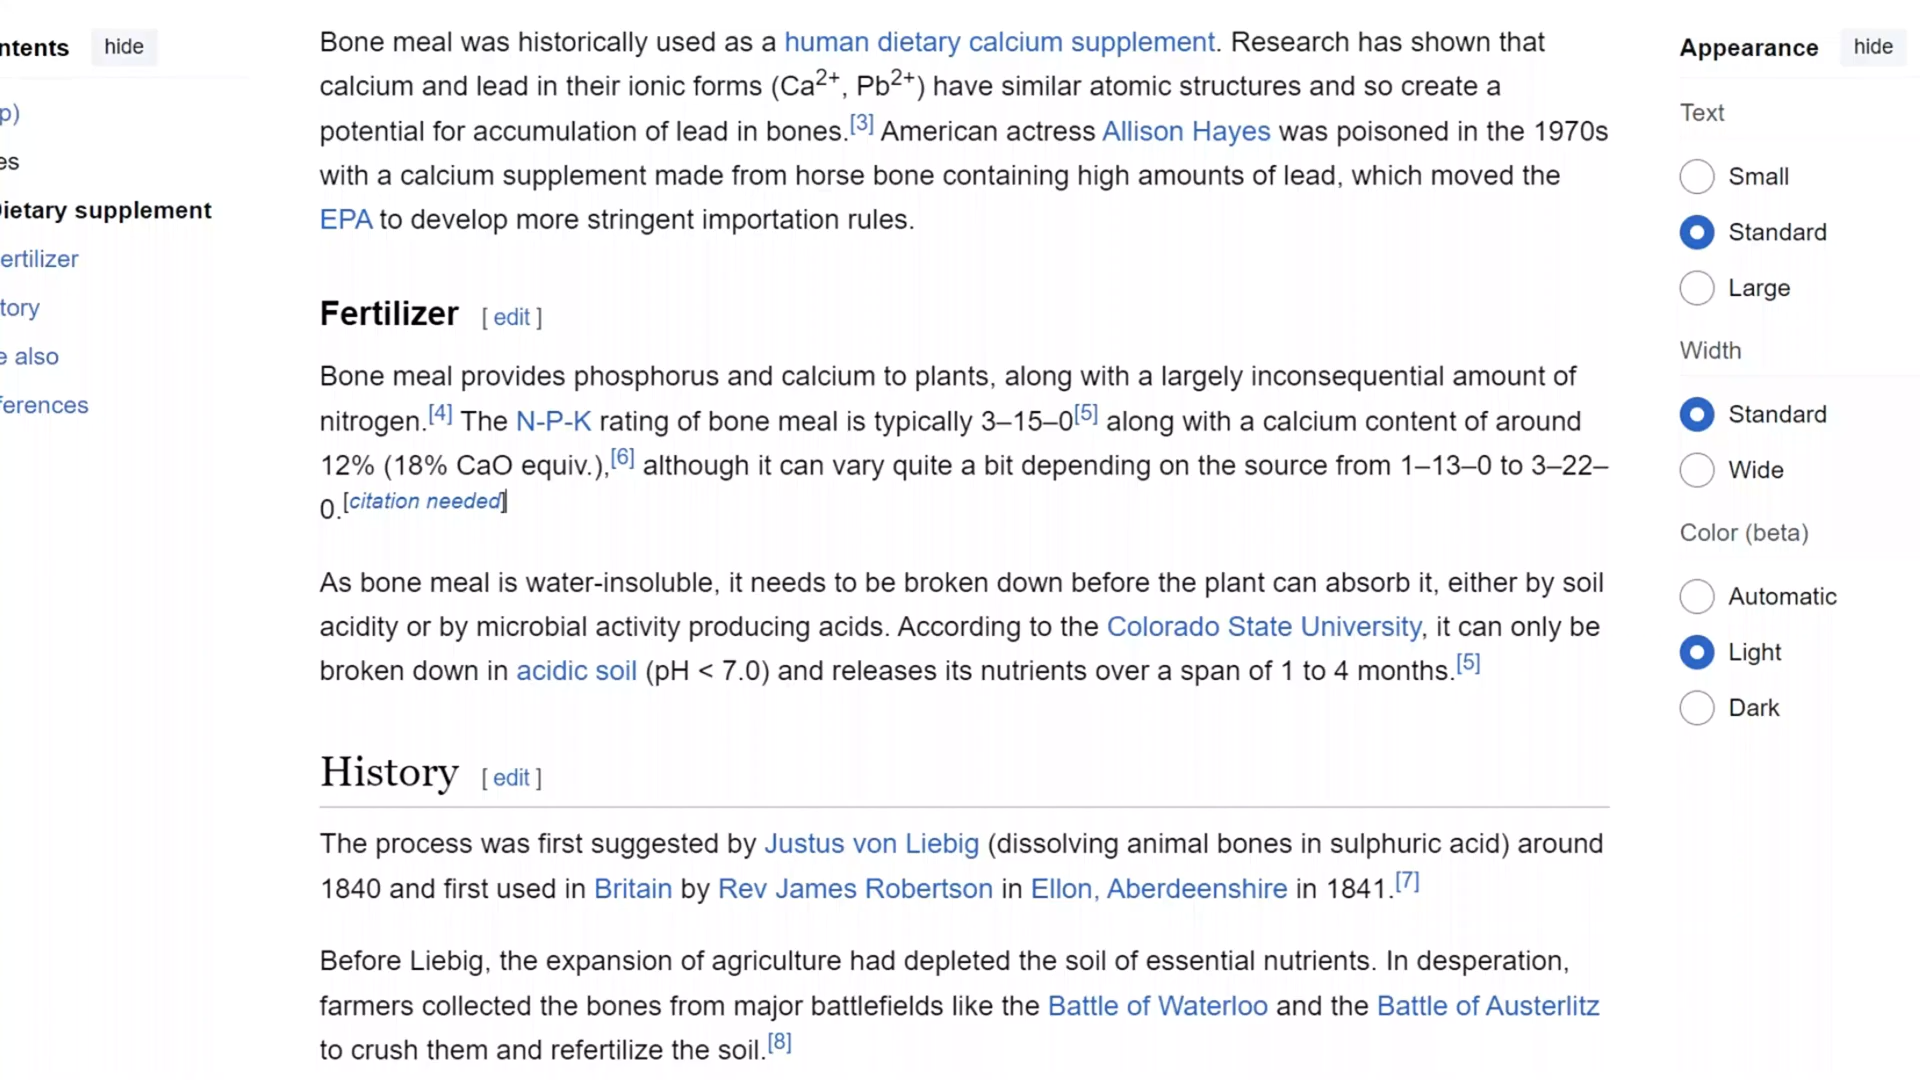 ntents hide
p)
es
Dietary supplement
ertilizer
tory
e also
ferences
Bone meal was historically used as a human dietary calcium supplement. Research has shown that
calcium and lead in their ionic forms (Ca2+, Pb2+) have similar atomic structures and so create a
potential for accumulation of lead in bones.[3] American actress Allison Hayes was poisoned in the 1970s
with a calcium supplement made from horse bone containing high amounts of lead, which moved the
EPA to develop more stringent importation rules.
Fertilizer [ edit ]
Bone meal provides phosphorus and calcium to plants, along with a largely inconsequential amount of
nitrogen.[4] The N-P-K rating of bone meal is typically 3–15–0[5] along with a calcium content of around
12% (18% CaO equiv.),[6] although it can vary quite a bit depending on the source from 1–13–0 to 3–22–
0.[citation needed]
As bone meal is water-insoluble, it needs to be broken down before the plant can absorb it, either by soil
acidity or by microbial activity producing acids. According to the Colorado State University, it can only be
broken down in acidic soil (pH < 7.0) and releases its nutrients over a span of 1 to 4 months.[5]
History [ edit ]
The process was first suggested by Justus von Liebig (dissolving animal bones in sulphuric acid) around
1840 and first used in Britain by Rev James Robertson in Ellon, Aberdeenshire in 1841.[7]
Before Liebig, the expansion of agriculture had depleted the soil of essential nutrients. In desperation,
farmers collected the bones from major battlefields like the Battle of Waterloo and the Battle of Austerlitz
to crush them and refertilize the soil.[8]
Appearance hide
Text
Small
Standard
Large
Width
Standard
Wide
Color (beta)
Automatic
Light
Dark